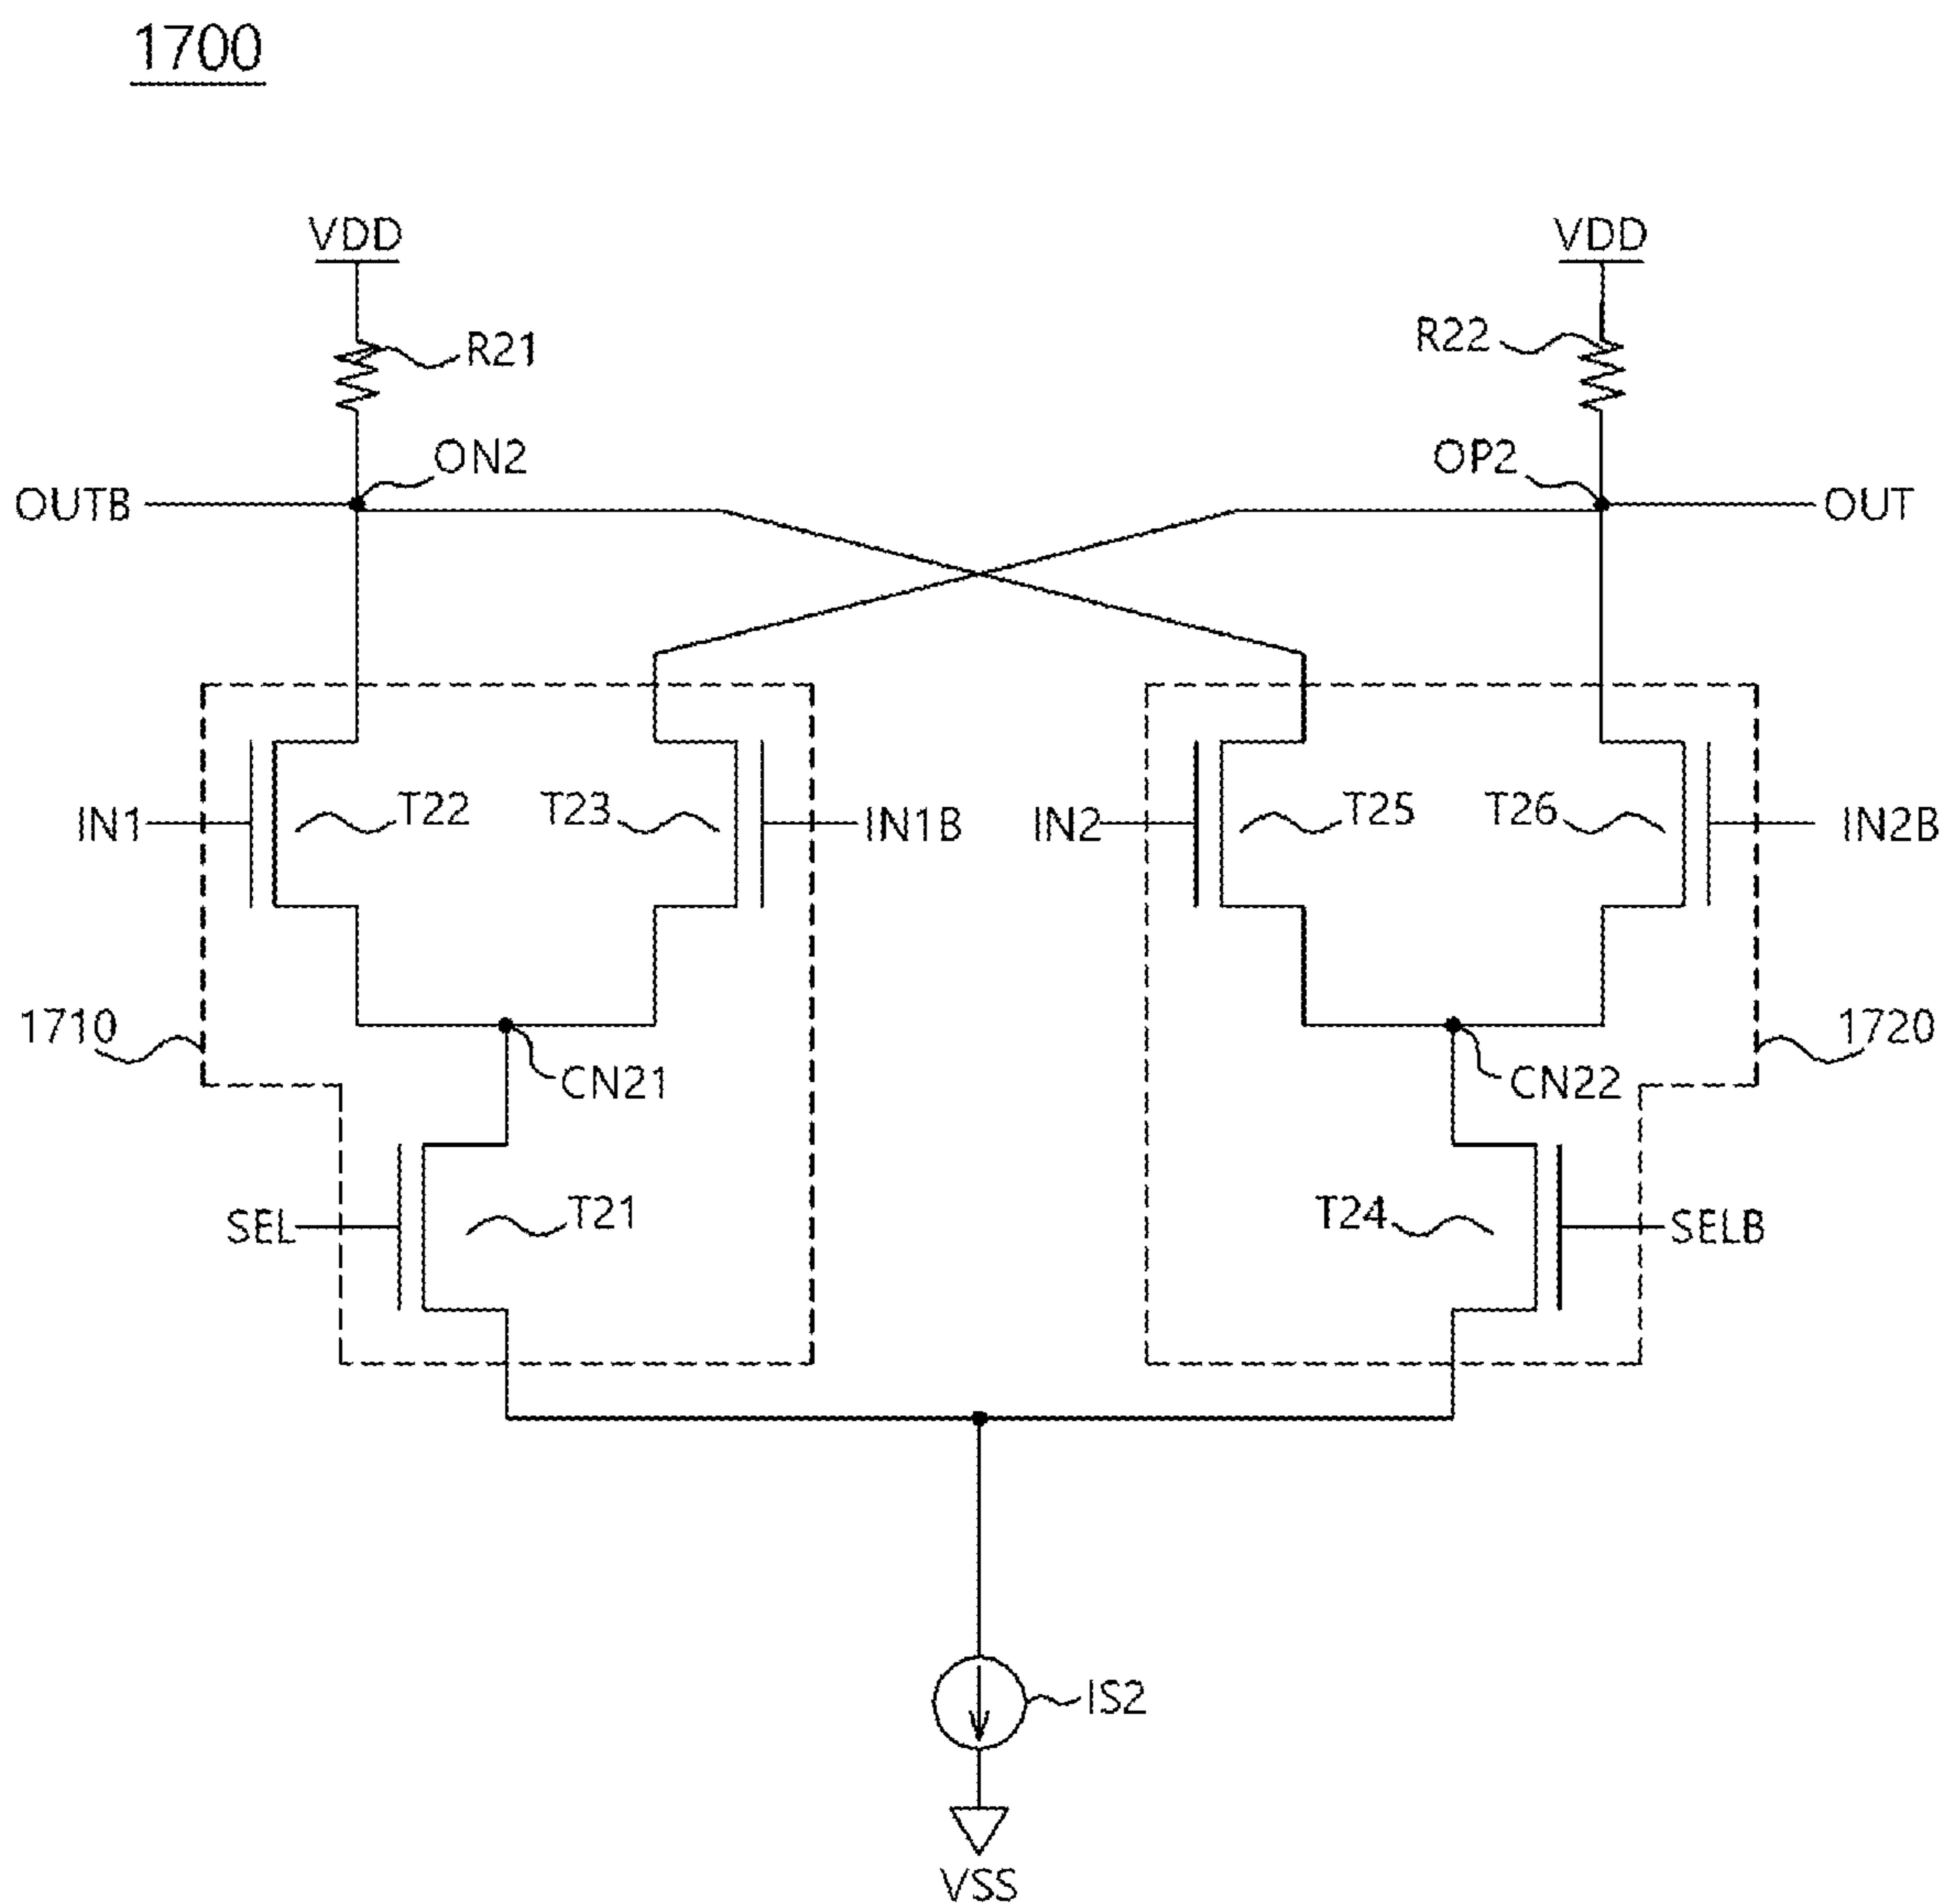 1700
VDD VDD
R21 R22
ON2 OP2
OUTB OUT
IN1 T22 T23 IN1B IN2 T25 T26 IN2B
1710 1720
CN21 CN22
SEL T21 T24 SELB
IS2
VSS